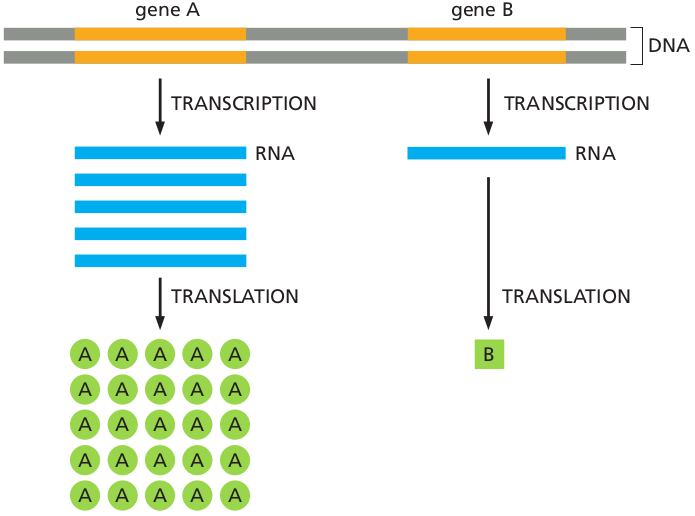 gene A
gene B
DNA
TRANSCRIPTION
TRANSCRIPTION
RNA
RNA
TRANSLATION
TRANSLATION
A A A A A
B
A A A A A
A A A A A
A A A A A
A A A A A